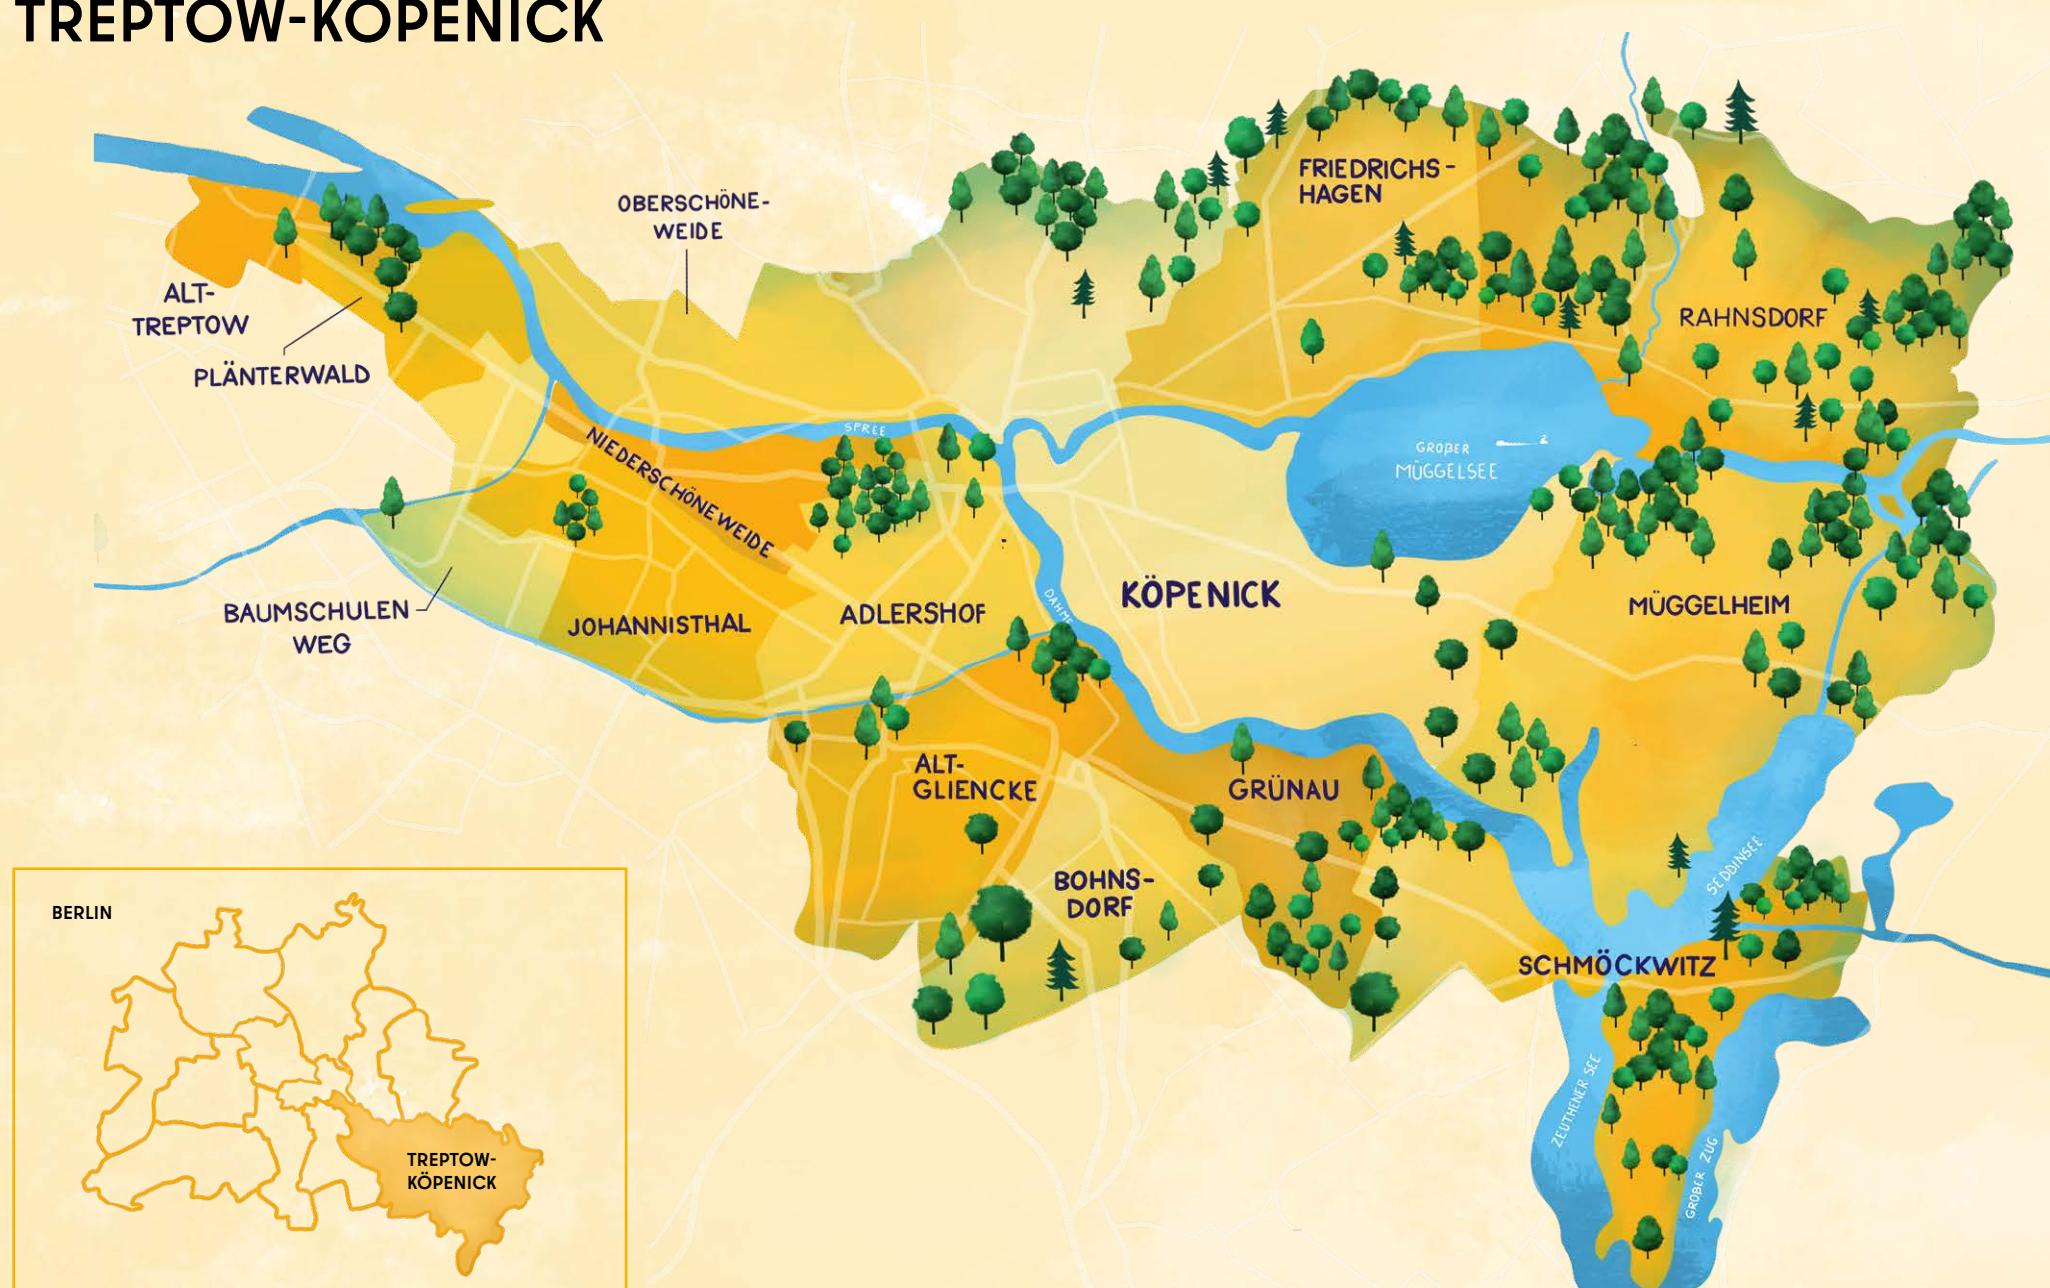 TREPTOW-KÖPENICK
OBERSCHÖNE-
WEIDE
FRIEDRICHS-
HAGEN
ALT-
TREPTOW
PLÄNTERWALD
RAHNSDORF
SPREE
NIEDERSCHÖNEWEIDE
GROßER
MÜGGELSEE
BAUMSCHULEN
WEG
JOHANNISTHAL
ADLERSHOF
DAHME
KÖPENICK
MÜGGELHEIM
ALT-
GLIENCKE
GRÜNAU
BOHNS-
DORF
SEDDINSEE
SCHMÖCKWITZ
ZEUTHENER SEE
GROßER ZUG
BERLIN
TREPTOW-
KÖPENICK